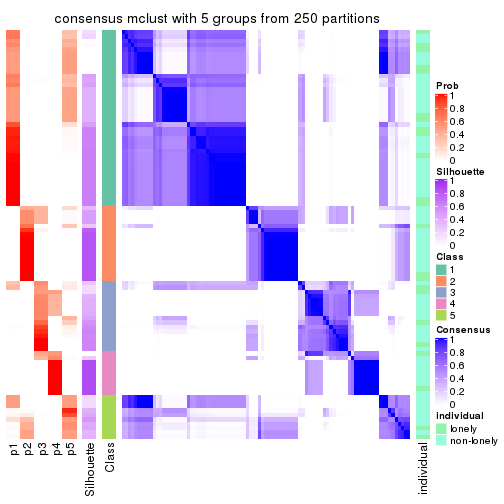 consensus mclust with 5 groups from 250 partitions
Prob
1
0.8
0.6
0.4
0.2
0
Silhouette
1
0.8
0.6
0.4
0.2
0
Class
1
2
3
4
5
Consensus
1
0.8
0.6
0.4
0.2
0
individual
lonely
non-lonely
p1
p2
p3
p4
p5
Silhouette
Class
individual